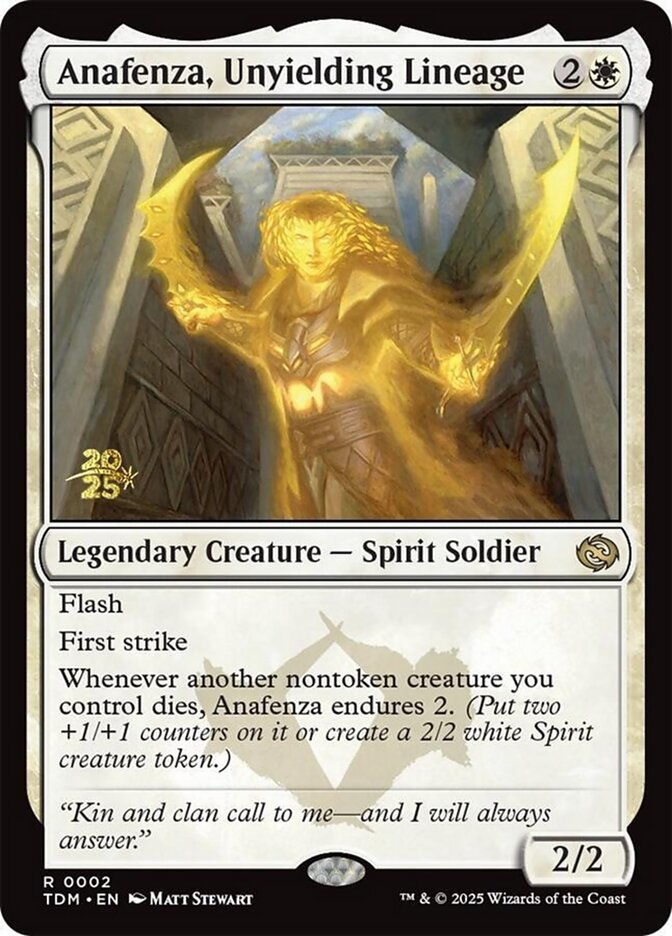 Anafenza, Unyielding Lineage 2
20
25
Legendary Creature — Spirit Soldier
Flash
First strike
Whenever another nontoken creature you
control dies, Anafenza endures 2. (Put two
+1/+1 counters on it or create a 2/2 white Spirit
creature token.)
“Kin and clan call to me—and I will always
answer.”
2/2
R 0002
TDM • EN Matt Stewart ™ & © 2025 Wizards of the Coast